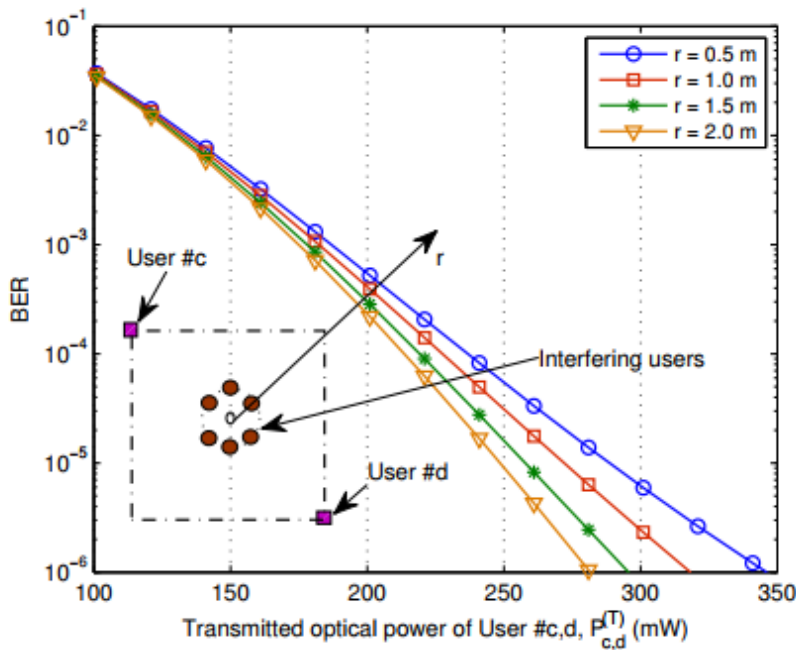 10^-1
10^-2
10^-3
10^-4
10^-5
10^-6
BER
r = 0.5 m
r = 1.0 m
r = 1.5 m
r = 2.0 m
User #c
r
Interfering users
User #d
100 150 200 250 300 350
Transmitted optical power of User #c,d, P_{c,d}^{(T)} (mW)